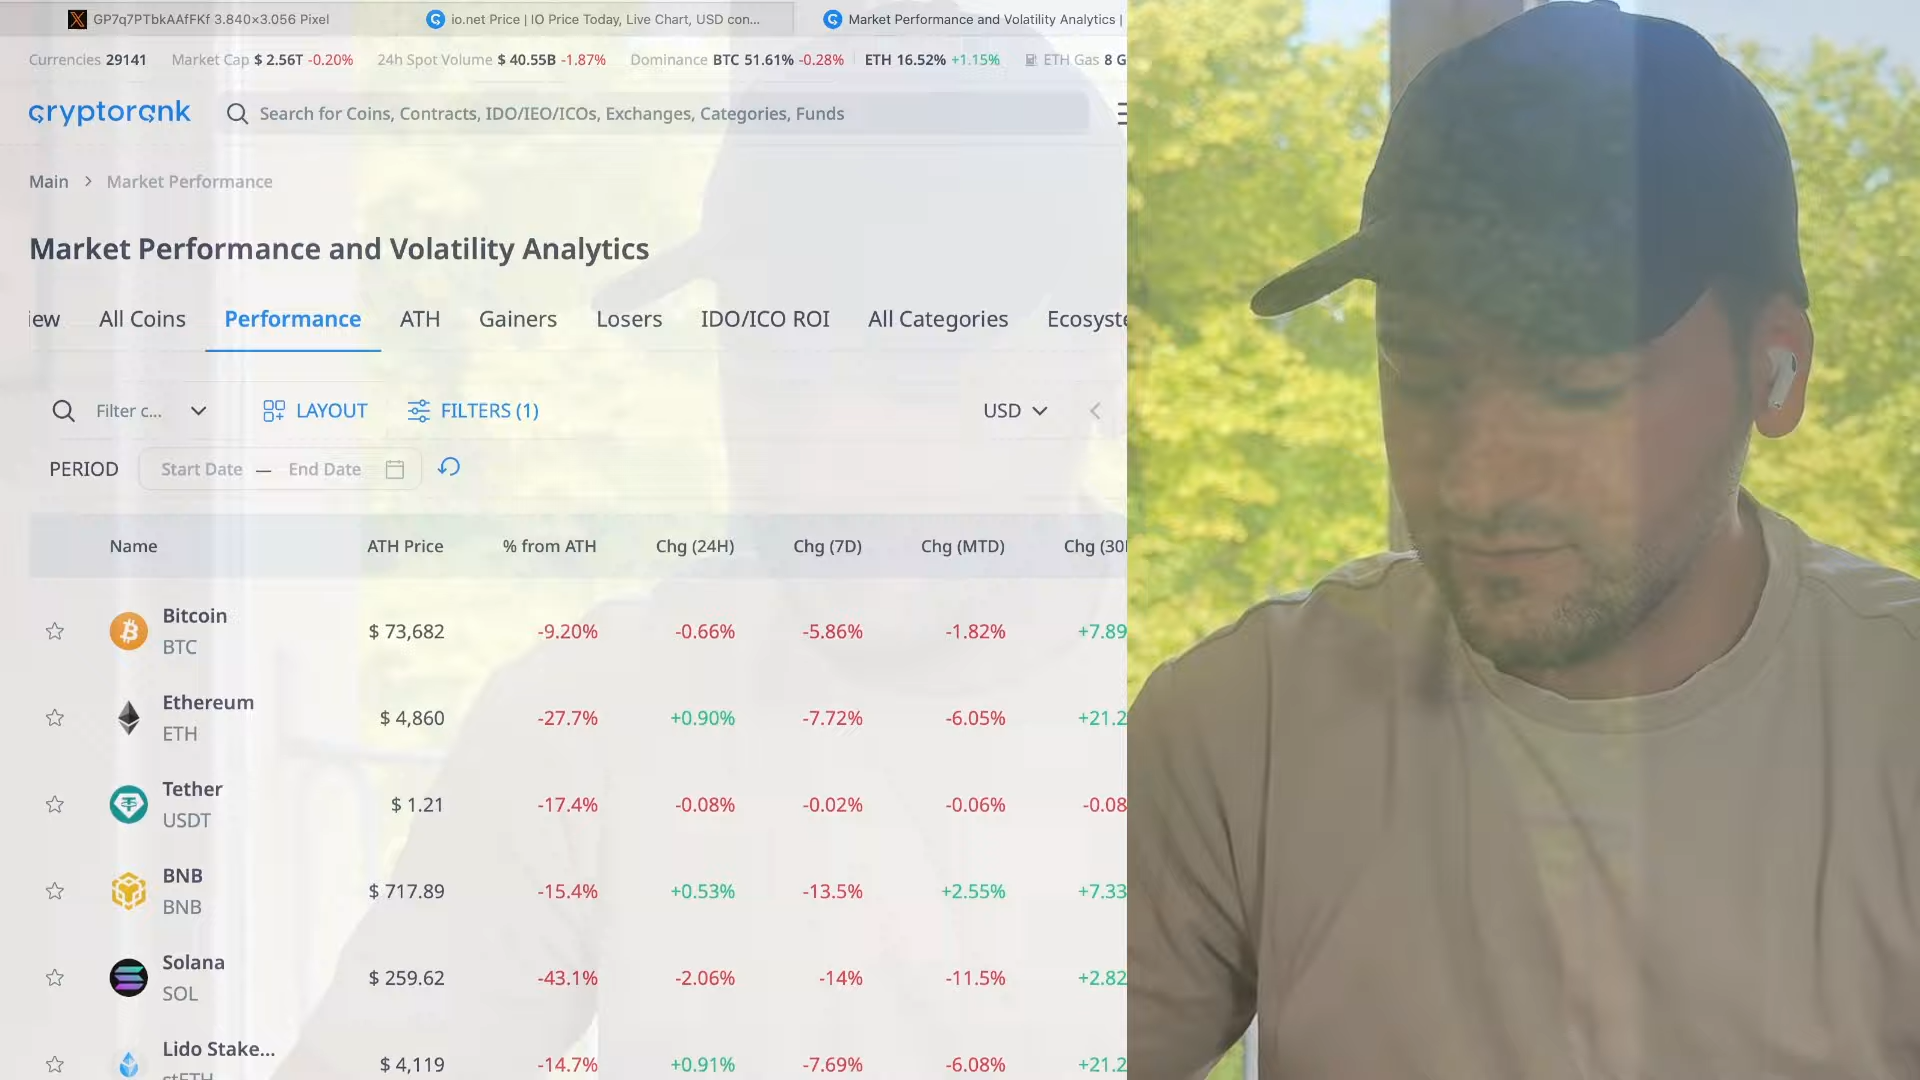 GP7q7PTbkAAfFKf 3.840×3.056 Pixel
io.net Price | IO Price Today, Live Chart, USD con...
Market Performance and Volatility Analytics |
Currencies 29141 Market Cap $ 2.56T -0.20% 24h Spot Volume $ 40.55B -1.87% Dominance BTC 51.61% -0.28% ETH 16.52% +1.15% ETH Gas 8 G
cryptorank
Search for Coins, Contracts, IDO/IEO/ICOs, Exchanges, Categories, Funds
Main > Market Performance
Market Performance and Volatility Analytics
iew All Coins Performance ATH Gainers Losers IDO/ICO ROI All Categories Ecosyste
Filter c... LAYOUT FILTERS (1) USD
PERIOD Start Date — End Date
Name ATH Price % from ATH Chg (24H) Chg (7D) Chg (MTD) Chg (30
Bitcoin
BTC $ 73,682 -9.20% -0.66% -5.86% -1.82% +7.89
Ethereum
ETH $ 4,860 -27.7% +0.90% -7.72% -6.05% +21.2
Tether
USDT $ 1.21 -17.4% -0.08% -0.02% -0.06% -0.08
BNB
BNB $ 717.89 -15.4% +0.53% -13.5% +2.55% +7.33
Solana
SOL $ 259.62 -43.1% -2.06% -14% -11.5% +2.82
Lido Stake...
stETH $ 4,119 -14.7% +0.91% -7.69% -6.08% +21.2